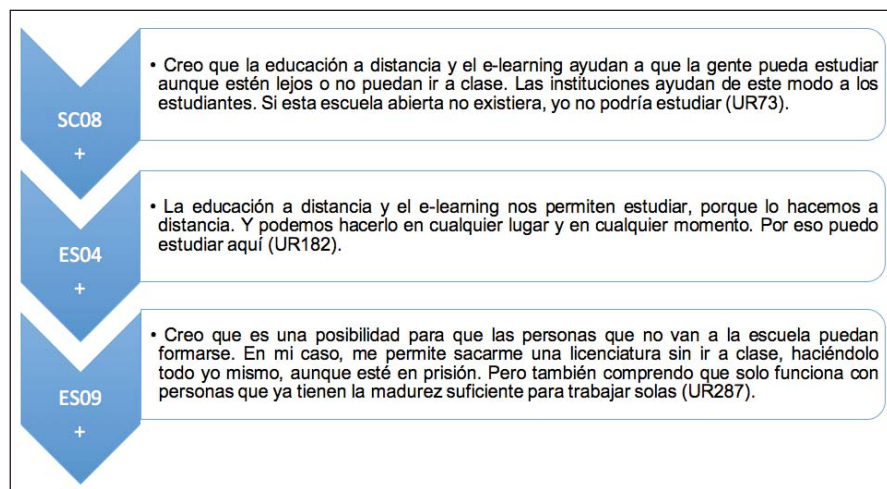 SC08
+
• Creo que la educación a distancia y el e-learning ayudan a que la gente pueda estudiar
aunque estén lejos o no puedan ir a clase. Las instituciones ayudan de este modo a los
estudiantes. Si esta escuela abierta no existiera, yo no podría estudiar (UR73).
ES04
+
• La educación a distancia y el e-learning nos permiten estudiar, porque lo hacemos a
distancia. Y podemos hacerlo en cualquier lugar y en cualquier momento. Por eso puedo
estudiar aquí (UR182).
ES09
+
• Creo que es una posibilidad para que las personas que no van a la escuela puedan
formarse. En mi caso, me permite sacarme una licenciatura sin ir a clase, haciéndolo
todo yo mismo, aunque esté en prisión. Pero también comprendo que solo funciona con
personas que ya tienen la madurez suficiente para trabajar solas (UR287).